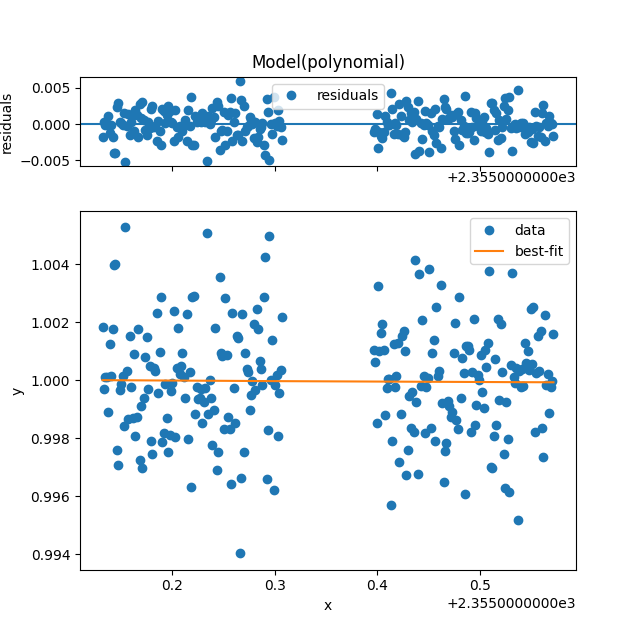 Model(polynomial)
residuals
0.005
0.000
−0.005
residuals
+2.3550000000e3
y
1.004
1.002
1.000
0.998
0.996
0.994
data
best-fit
0.2 0.3 0.4 0.5
x
+2.3550000000e3